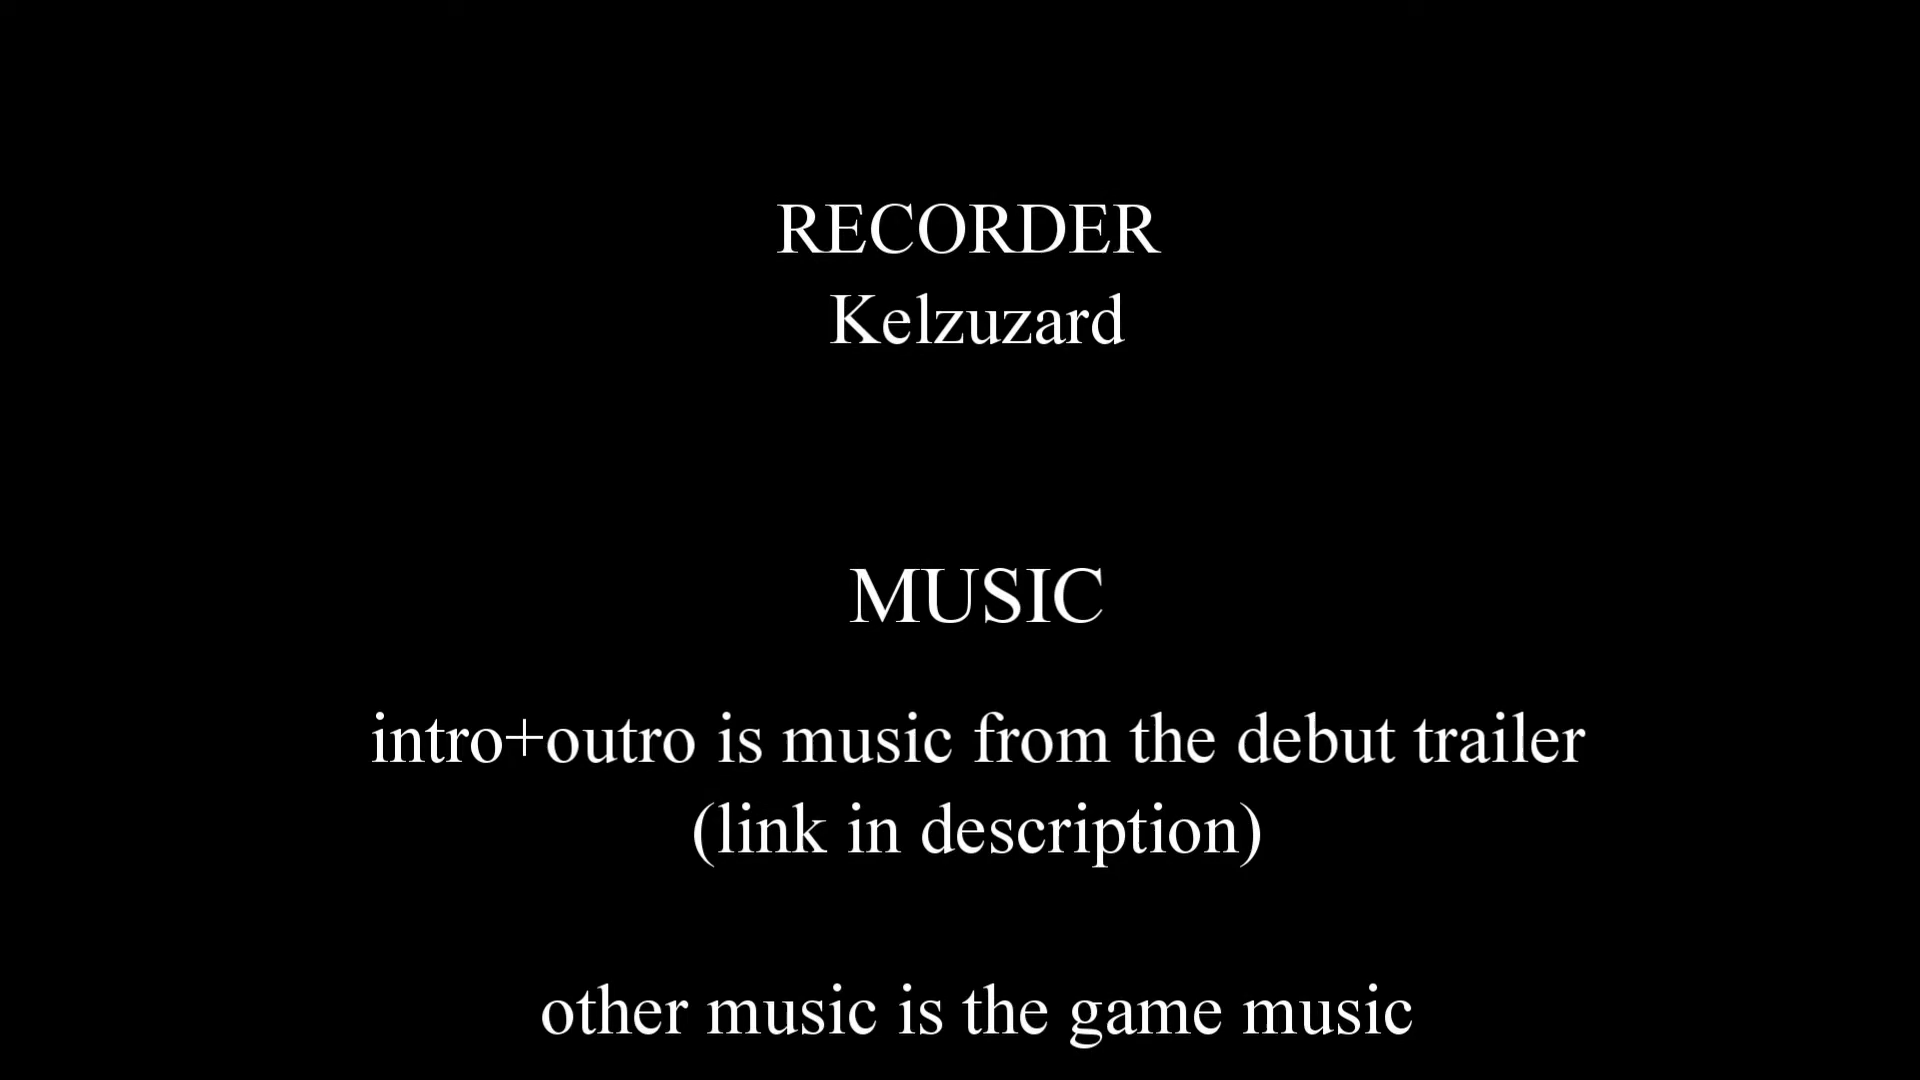 RECORDER
Kelzuzard
MUSIC
intro+outro is music from the debut trailer
(link in description)
other music is the game music